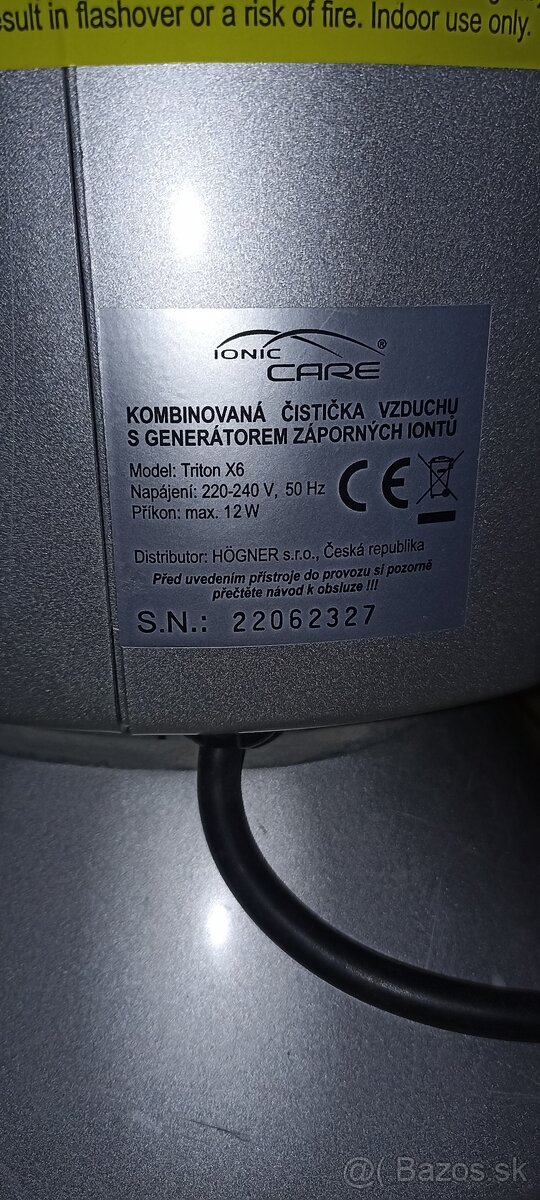 sult in flashover or a risk of fire. Indoor use only.
IONIC
CARE®
KOMBINOVANÁ ČISTIČKA VZDUCHU
S GENERÁTOREM ZÁPORNÝCH IONTŮ
Model: Triton X6
Napájení: 220-240 V, 50 Hz
Příkon: max. 12 W
CE
Distributor: HÖGNER s.r.o., Česká republika
Před uvedením přístroje do provozu si pozorně
přečtěte návod k obsluze !!!
S.N.: 22062327
@( Bazos.sk